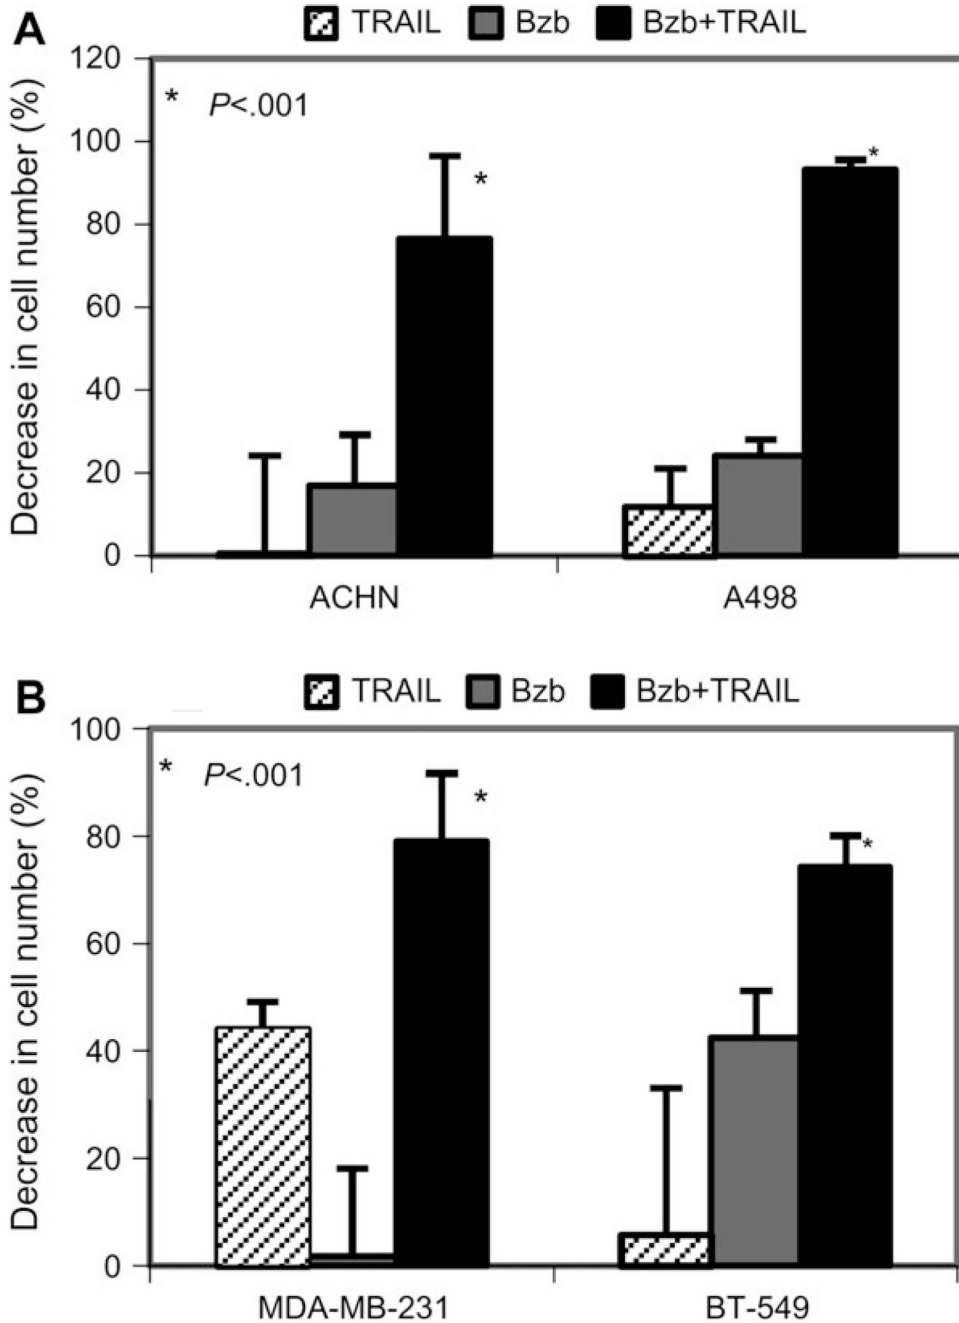 A
TRAIL Bzb Bzb+TRAIL
Decrease in cell number (%)
120
100
80
60
40
20
0
* P<.001
*
*
ACHN A498
B
TRAIL Bzb Bzb+TRAIL
Decrease in cell number (%)
100
80
60
40
20
0
* P<.001
*
*
MDA-MB-231 BT-549